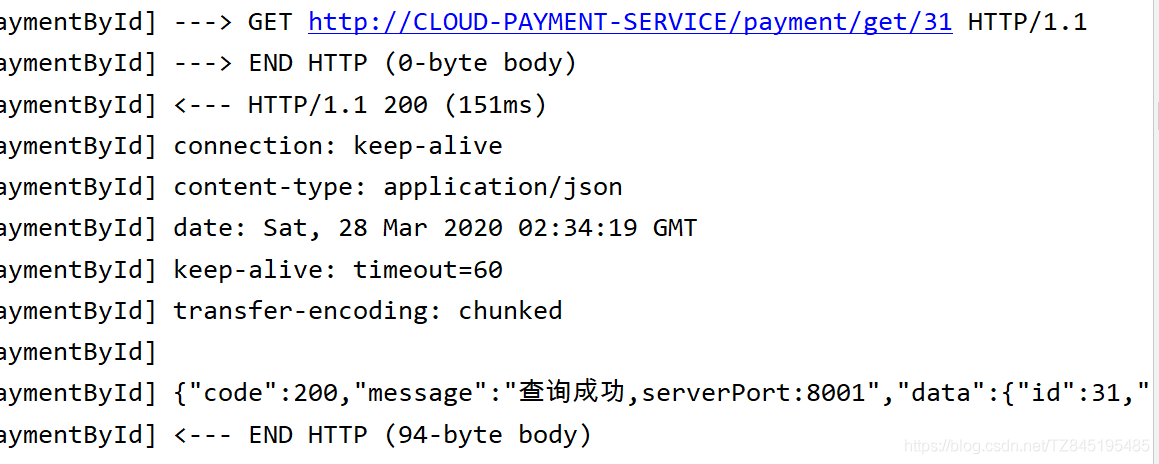 aymentById] ---> GET http://CLOUD-PAYMENT-SERVICE/payment/get/31 HTTP/1.1
aymentById] ---> END HTTP (0-byte body)
aymentById] <--- HTTP/1.1 200 (151ms)
aymentById] connection: keep-alive
aymentById] content-type: application/json
aymentById] date: Sat, 28 Mar 2020 02:34:19 GMT
aymentById] keep-alive: timeout=60
aymentById] transfer-encoding: chunked
aymentById]
aymentById] {"code":200,"message":"查询成功,serverPort:8001","data":{"id":31,"
aymentById] <--- END HTTP (94-byte body)
https://blog.csdn.net/TZ845195485